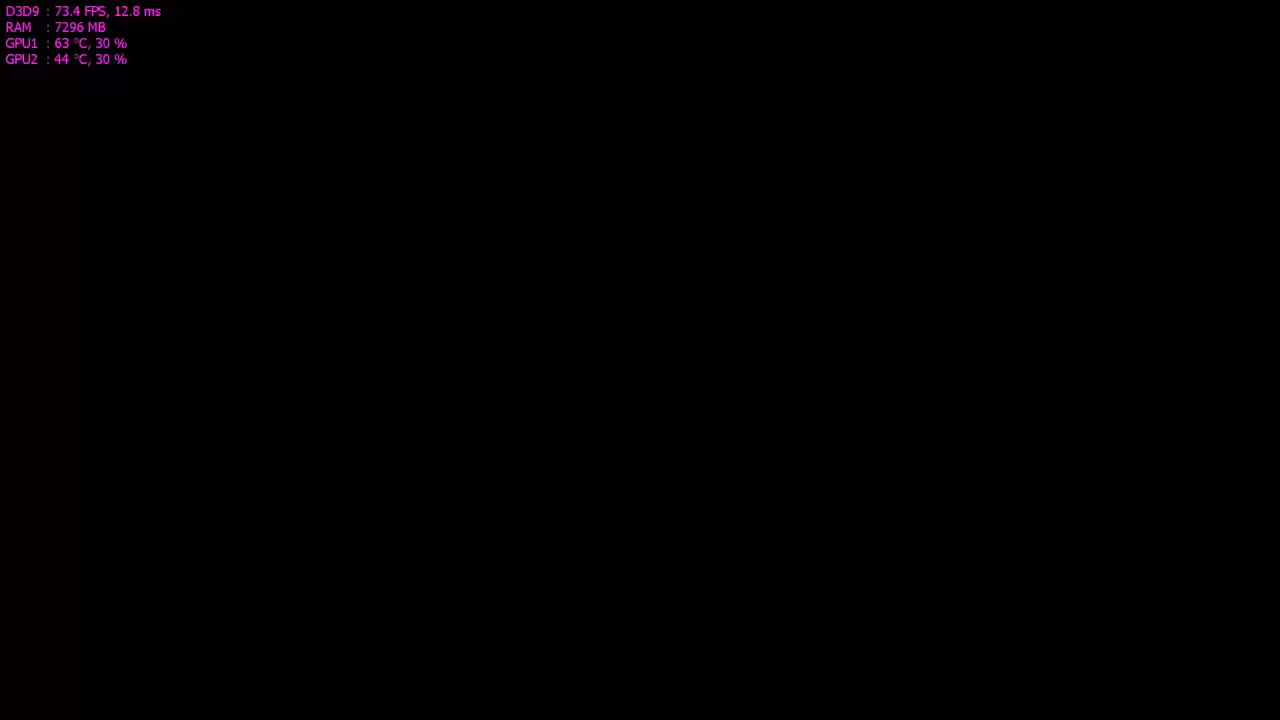 D3D9 : 73.4 FPS, 12.8 ms
RAM : 7296 MB
GPU1 : 63 °C, 30 %
GPU2 : 44 °C, 30 %